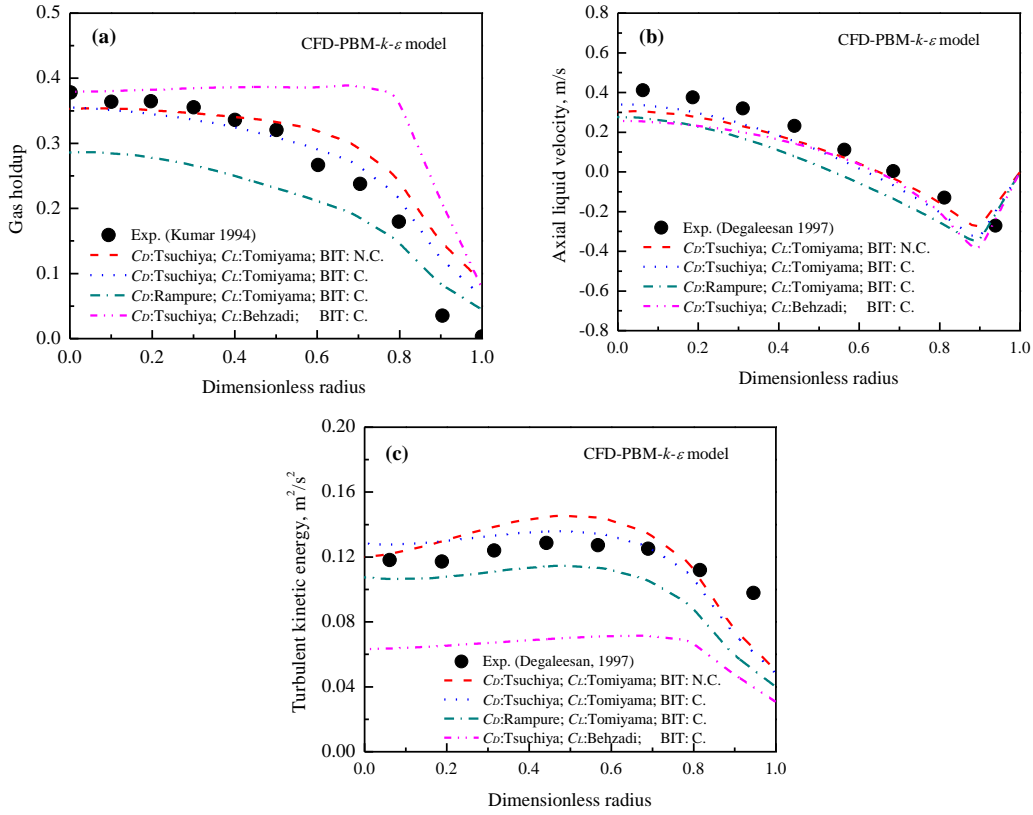 (a)
CFD-PBM-k-ε model
Gas holdup
0.5
0.4
0.3
0.2
0.1
0.0
Exp. (Kumar 1994)
CD:Tsuchiya; CL:Tomiyama; BIT: N.C.
CD:Tsuchiya; CL:Tomiyama; BIT: C.
CD:Rampure; CL:Tomiyama; BIT: C.
CD:Tsuchiya; CL:Behzadi; BIT: C.
0.0 0.2 0.4 0.6 0.8 1.0
Dimensionless radius
(b)
CFD-PBM-k-ε model
Axial liquid velocity, m/s
0.8
0.6
0.4
0.2
0.0
-0.2
-0.4
-0.6
-0.8
Exp. (Degaleesan 1997)
CD:Tsuchiya; CL:Tomiyama; BIT: N.C.
CD:Tsuchiya; CL:Tomiyama; BIT: C.
CD:Rampure; CL:Tomiyama; BIT: C.
CD:Tsuchiya; CL:Behzadi; BIT: C.
0.0 0.2 0.4 0.6 0.8 1.0
Dimensionless radius
(c)
CFD-PBM-k-ε model
Turbulent kinetic energy, m²/s²
0.20
0.16
0.12
0.08
0.04
0.00
Exp. (Degaleesan, 1997)
CD:Tsuchiya; CL:Tomiyama; BIT: N.C.
CD:Tsuchiya; CL:Tomiyama; BIT: C.
CD:Rampure; CL:Tomiyama; BIT: C.
CD:Tsuchiya; CL:Behzadi; BIT: C.
0.0 0.2 0.4 0.6 0.8 1.0
Dimensionless radius